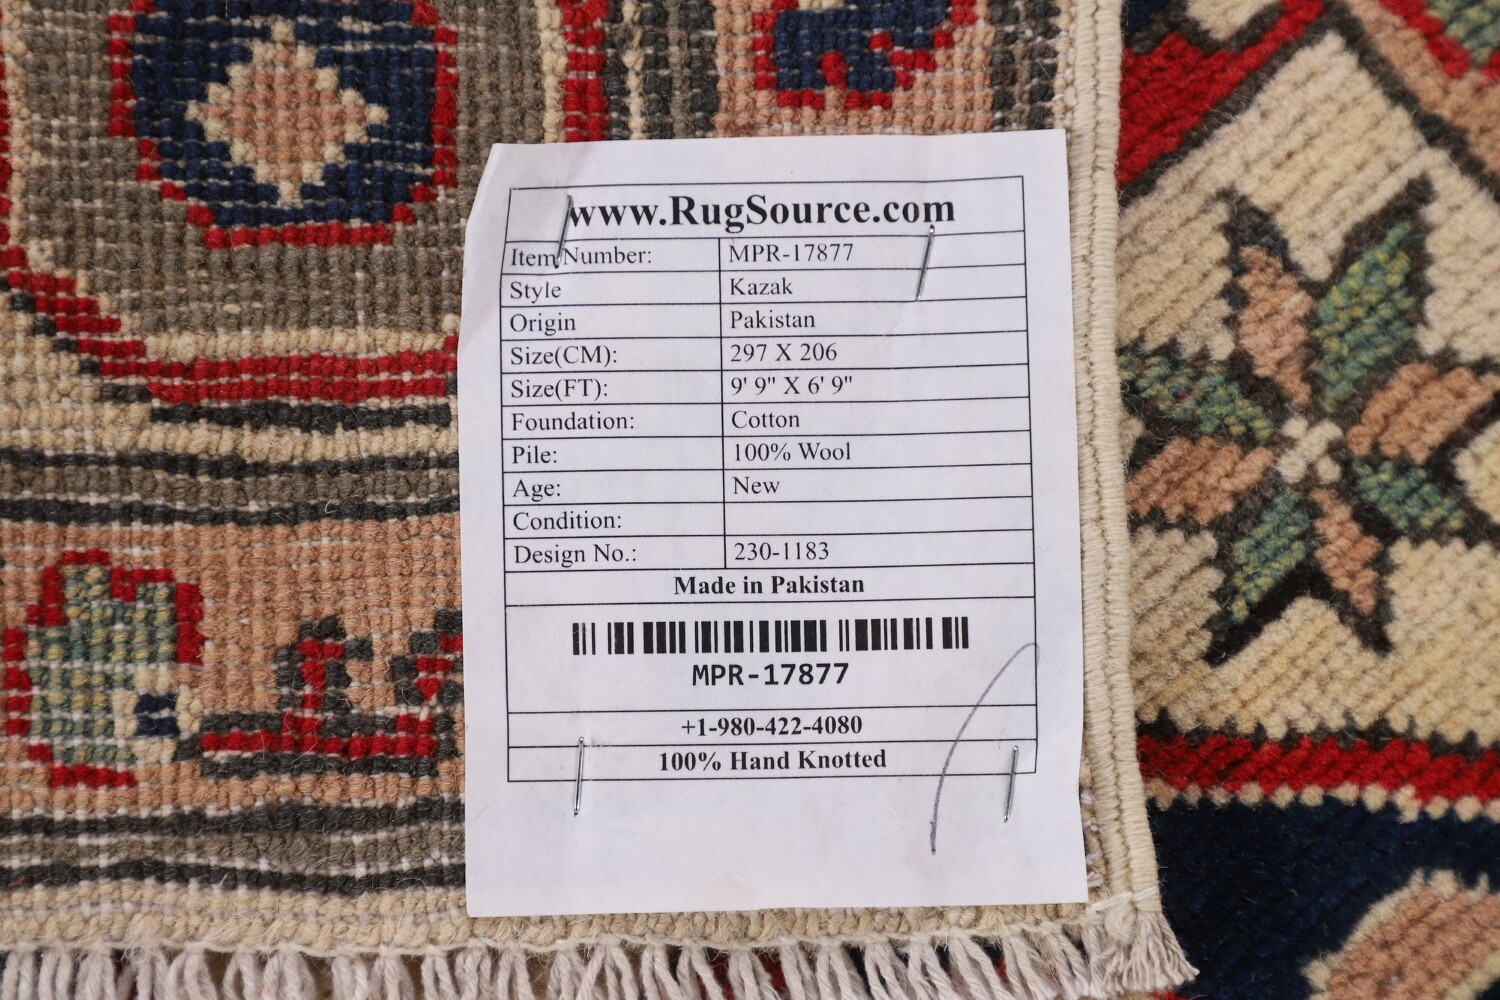 www.RugSource.com
Item Number: MPR-17877
Style Kazak
Origin Pakistan
Size(CM): 297 X 206
Size(FT): 9' 9" X 6' 9"
Foundation: Cotton
Pile: 100% Wool
Age: New
Condition:
Design No.: 230-1183
Made in Pakistan
MPR-17877
+1-980-422-4080
100% Hand Knotted